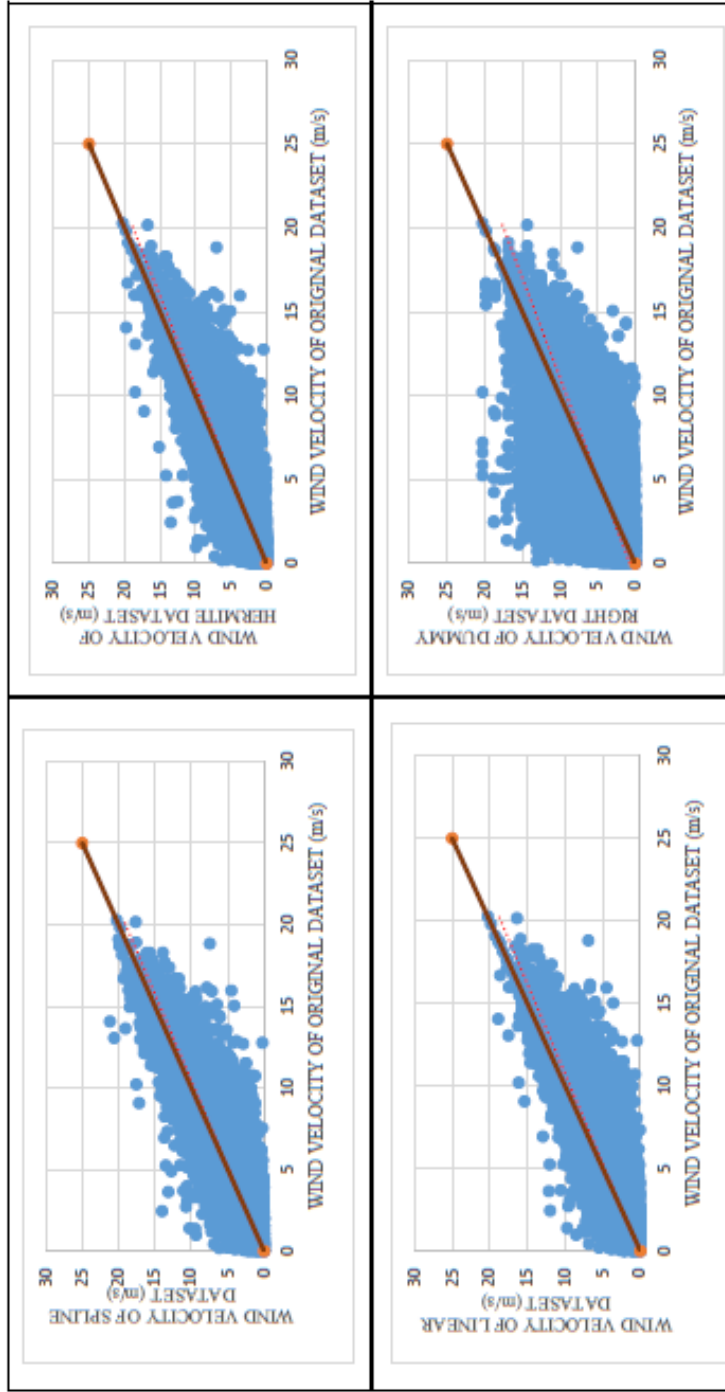 WIND VELOCITY OF SPLINE
DATASET (m/s)
30
25
20
15
10
5
0
0 5 10 15 20 25 30
WIND VELOCITY OF ORIGINAL DATASET (m/s)
WIND VELOCITY OF
HERMITE DATASET (m/s)
30
25
20
15
10
5
0
0 5 10 15 20 25 30
WIND VELOCITY OF ORIGINAL DATASET (m/s)
WIND VELOCITY OF LINEAR
DATASET (m/s)
30
25
20
15
10
5
0
0 5 10 15 20 25 30
WIND VELOCITY OF ORIGINAL DATASET (m/s)
WIND VELOCITY OF DUMMY
RIGHT DATASET (m/s)
30
25
20
15
10
5
0
0 5 10 15 20 25 30
WIND VELOCITY OF ORIGINAL DATASET (m/s)